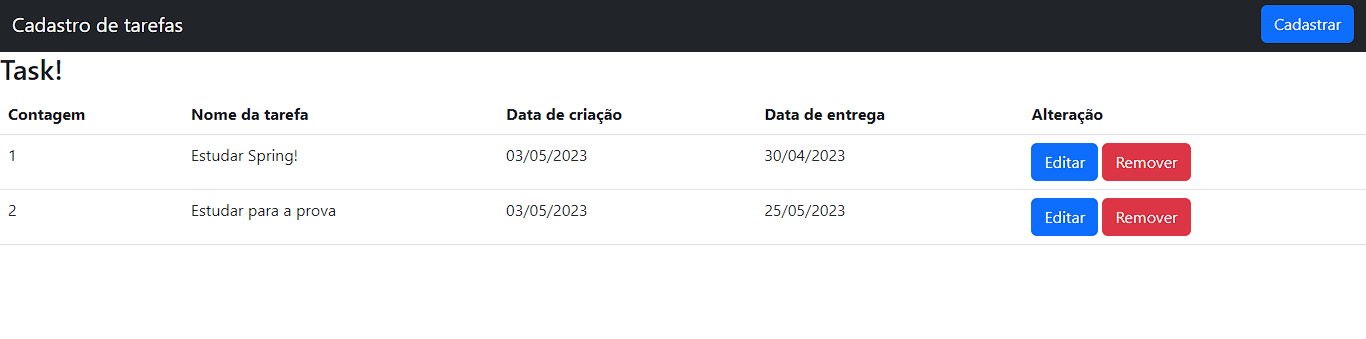 Cadastro de tarefas Cadastrar
Task!
Contagem Nome da tarefa Data de criação Data de entrega Alteração
1 Estudar Spring! 03/05/2023 30/04/2023 Editar Remover
2 Estudar para a prova 03/05/2023 25/05/2023 Editar Remover